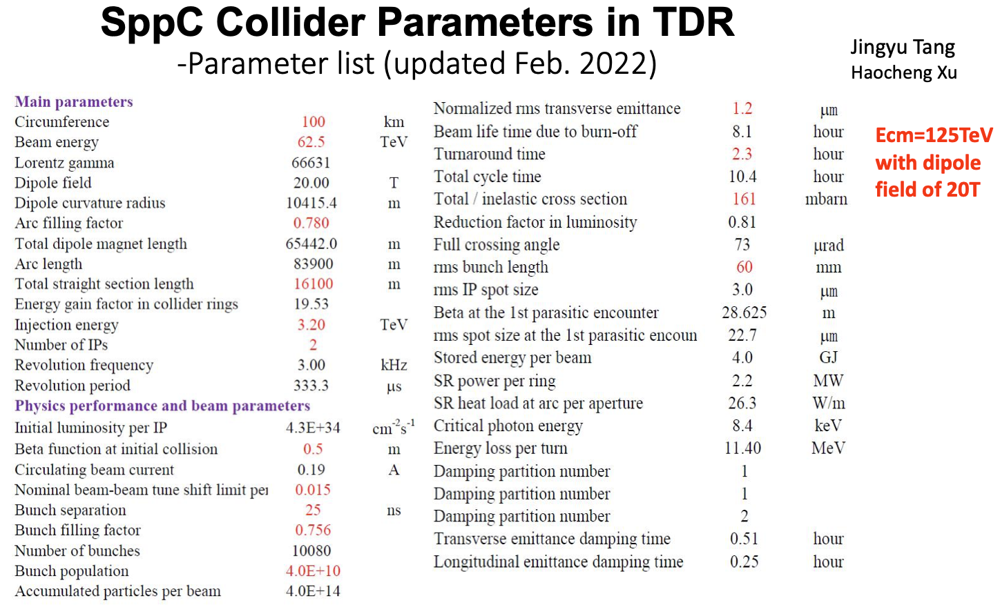 SppC Collider Parameters in TDR
-Parameter list (updated Feb. 2022)
Jingyu Tang
Haocheng Xu
Main parameters
Circumference 100 km
Beam energy 62.5 TeV
Lorentz gamma 66631
Dipole field 20.00 T
Dipole curvature radius 10415.4 m
Arc filling factor 0.780
Total dipole magnet length 65442.0 m
Arc length 83900 m
Total straight section length 16100 m
Energy gain factor in collider rings 19.53
Injection energy 3.20 TeV
Number of IPs 2
Revolution frequency 3.00 kHz
Revolution period 333.3 μs
Physics performance and beam parameters
Initial luminosity per IP 4.3E+34 cm⁻²s⁻¹
Beta function at initial collision 0.5 m
Circulating beam current 0.19 A
Nominal beam-beam tune shift limit per 0.015
Bunch separation 25 ns
Bunch filling factor 0.756
Number of bunches 10080
Bunch population 4.0E+10
Accumulated particles per beam 4.0E+14
Normalized rms transverse emittance 1.2 μm
Beam life time due to burn-off 8.1 hour
Turnaround time 2.3 hour
Total cycle time 10.4 hour
Total / inelastic cross section 161 mbarn
Reduction factor in luminosity 0.81
Full crossing angle 73 μrad
rms bunch length 60 mm
rms IP spot size 3.0 μm
Beta at the 1st parasitic encounter 28.625 m
rms spot size at the 1st parasitic encoun 22.7 μm
Stored energy per beam 4.0 GJ
SR power per ring 2.2 MW
SR heat load at arc per aperture 26.3 W/m
Critical photon energy 8.4 keV
Energy loss per turn 11.40 MeV
Damping partition number 1
Damping partition number 1
Damping partition number 2
Transverse emittance damping time 0.51 hour
Longitudinal emittance damping time 0.25 hour
Ecm=125TeV
with dipole
field of 20T